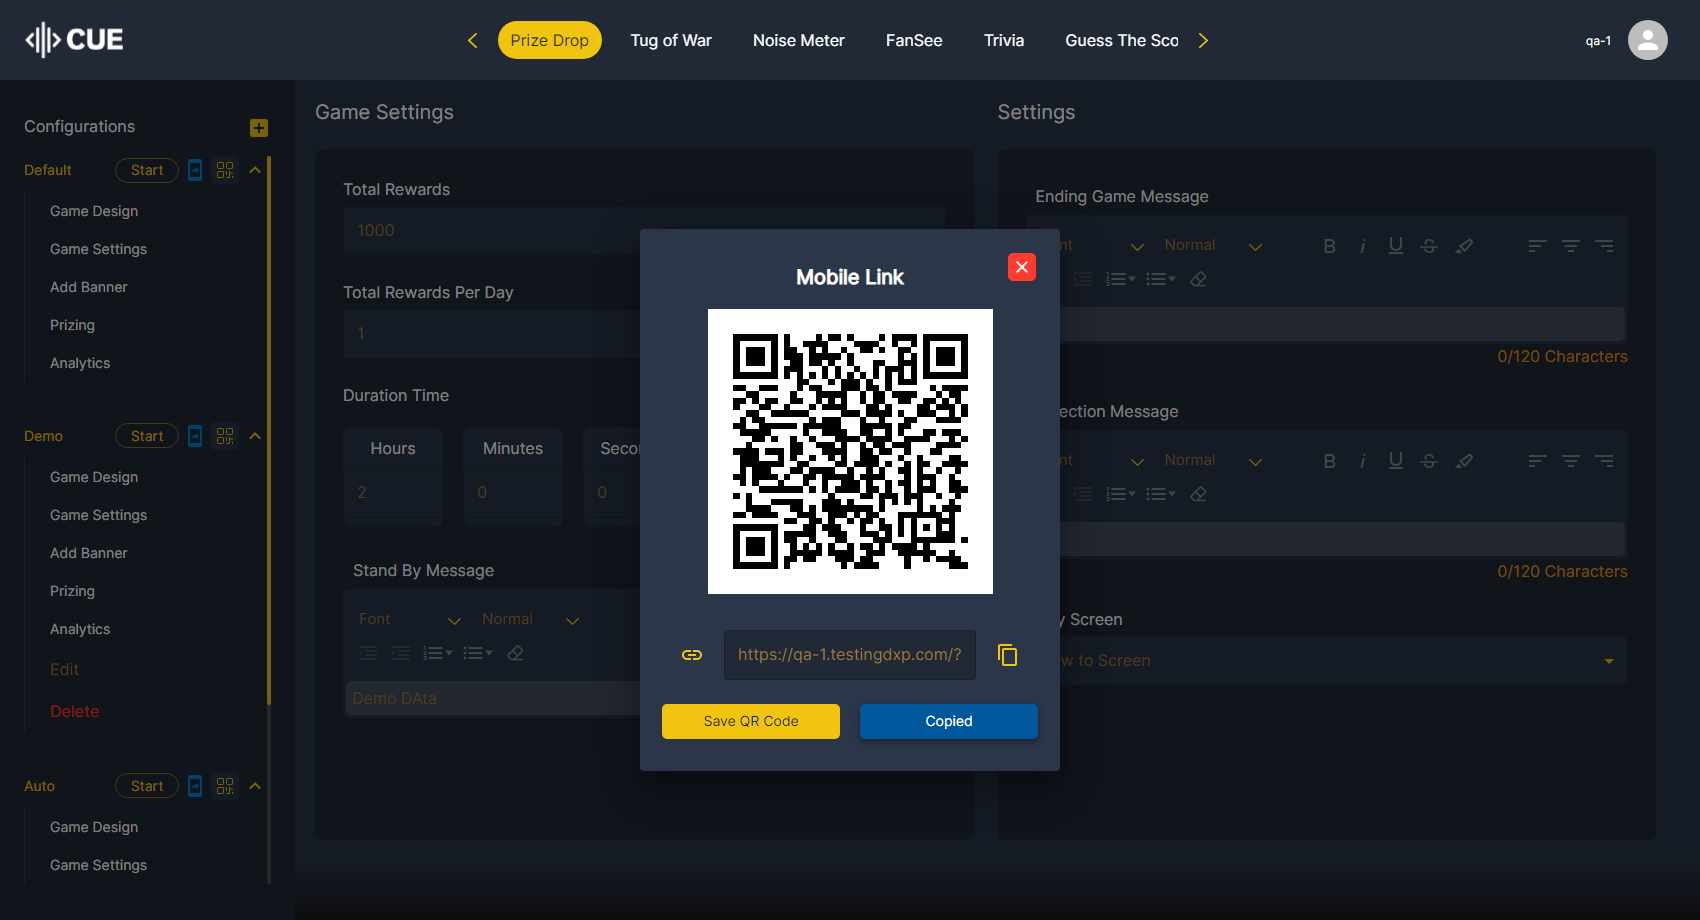 CUE
Prize Drop
Tug of War
Noise Meter
FanSee
Trivia
Guess The Sco
qa-1
Configurations
Default
Start
Game Design
Game Settings
Add Banner
Prizing
Analytics
Demo
Start
Game Design
Game Settings
Add Banner
Prizing
Analytics
Edit
Delete
Auto
Start
Game Design
Game Settings
Game Settings
Total Rewards
1000
Total Rewards Per Day
1
Duration Time
Hours
Minutes
Secon
2
0
0
Stand By Message
Font
Normal
Demo DAta
Mobile Link
https://qa-1.testingdxp.com/?
Save QR Code
Copied
Settings
Ending Game Message
nt
Normal
0/120 Characters
ection Message
nt
Normal
0/120 Characters
y Screen
w to Screen